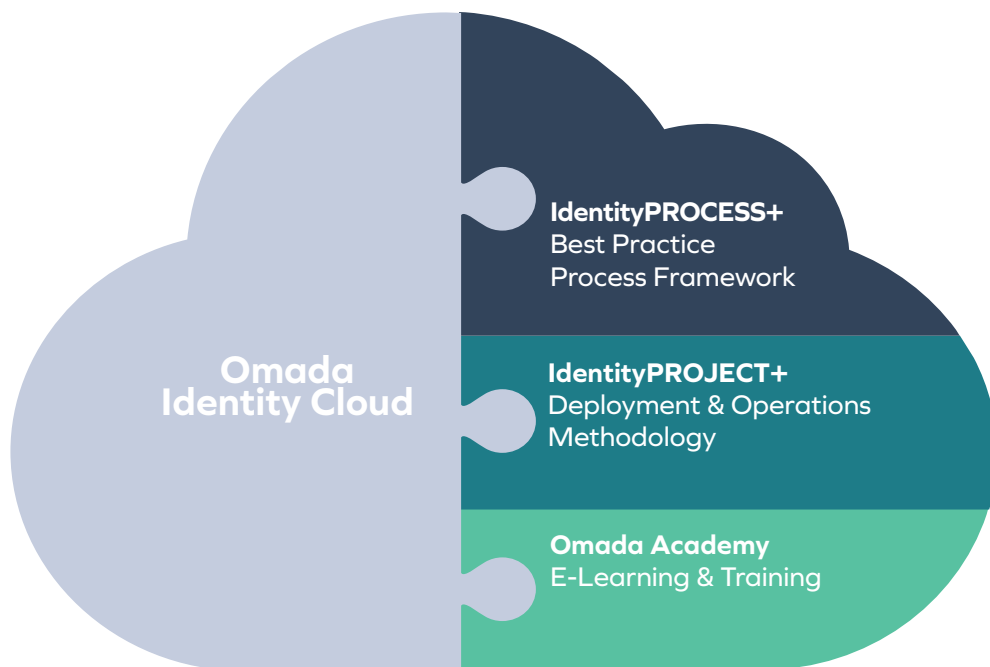 Omada
Identity Cloud
IdentityPROCESS+
Best Practice
Process Framework
IdentityPROJECT+
Deployment & Operations
Methodology
Omada Academy
E-Learning & Training